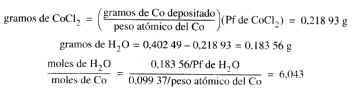 gramos de CoCl₂ = (gramos de Co depositado / peso atómico del Co)(Pf de CoCl₂) = 0,218 93 g
gramos de H₂O = 0,402 49 − 0,218 93 = 0,183 56 g
moles de H₂O / moles de Co = 0,183 56/Pf de H₂O / 0,099 37/peso atómico del Co = 6,043